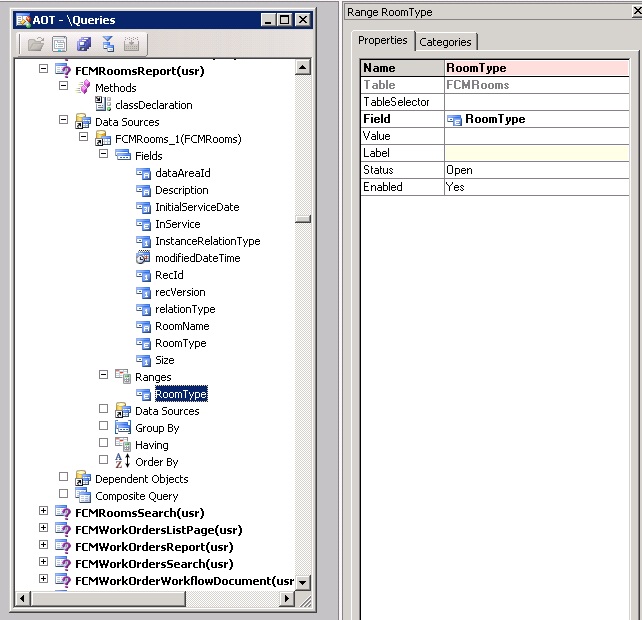 AOT - \Queries
FCMRoomsReport(usr)
Methods
classDeclaration
Data Sources
FCMRooms_1(FCMRooms)
Fields
dataAreaId
Description
InitialServiceDate
InService
InstanceRelationType
modifiedDateTime
RecId
recVersion
relationType
RoomName
RoomType
Size
Ranges
RoomType
Data Sources
Group By
Having
Order By
Dependent Objects
Composite Query
FCMRoomsSearch(usr)
FCMWorkOrdersListPage(usr)
FCMWorkOrdersReport(usr)
FCMWorkOrdersSearch(usr)
FCMWorkOrderWorkflowDocument(usr
Range RoomType
Properties Categories
Name RoomType
Table FCMRooms
TableSelector
Field RoomType
Value
Label
Status Open
Enabled Yes